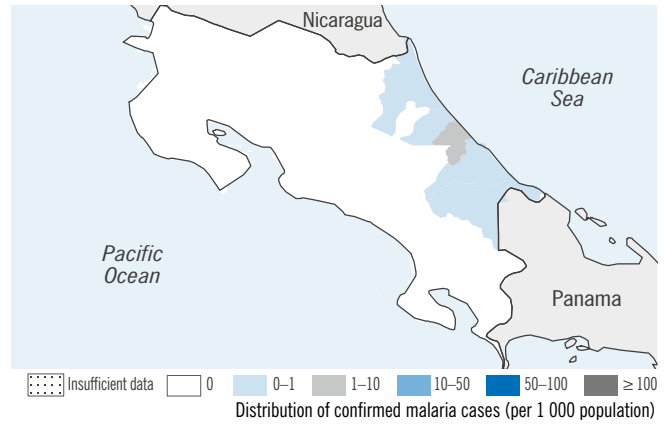 Nicaragua
Caribbean
Sea
Pacific
Ocean
Panama
Insufficient data 0 0–1 1–10 10–50 50–100 ≥ 100
Distribution of confirmed malaria cases (per 1 000 population)